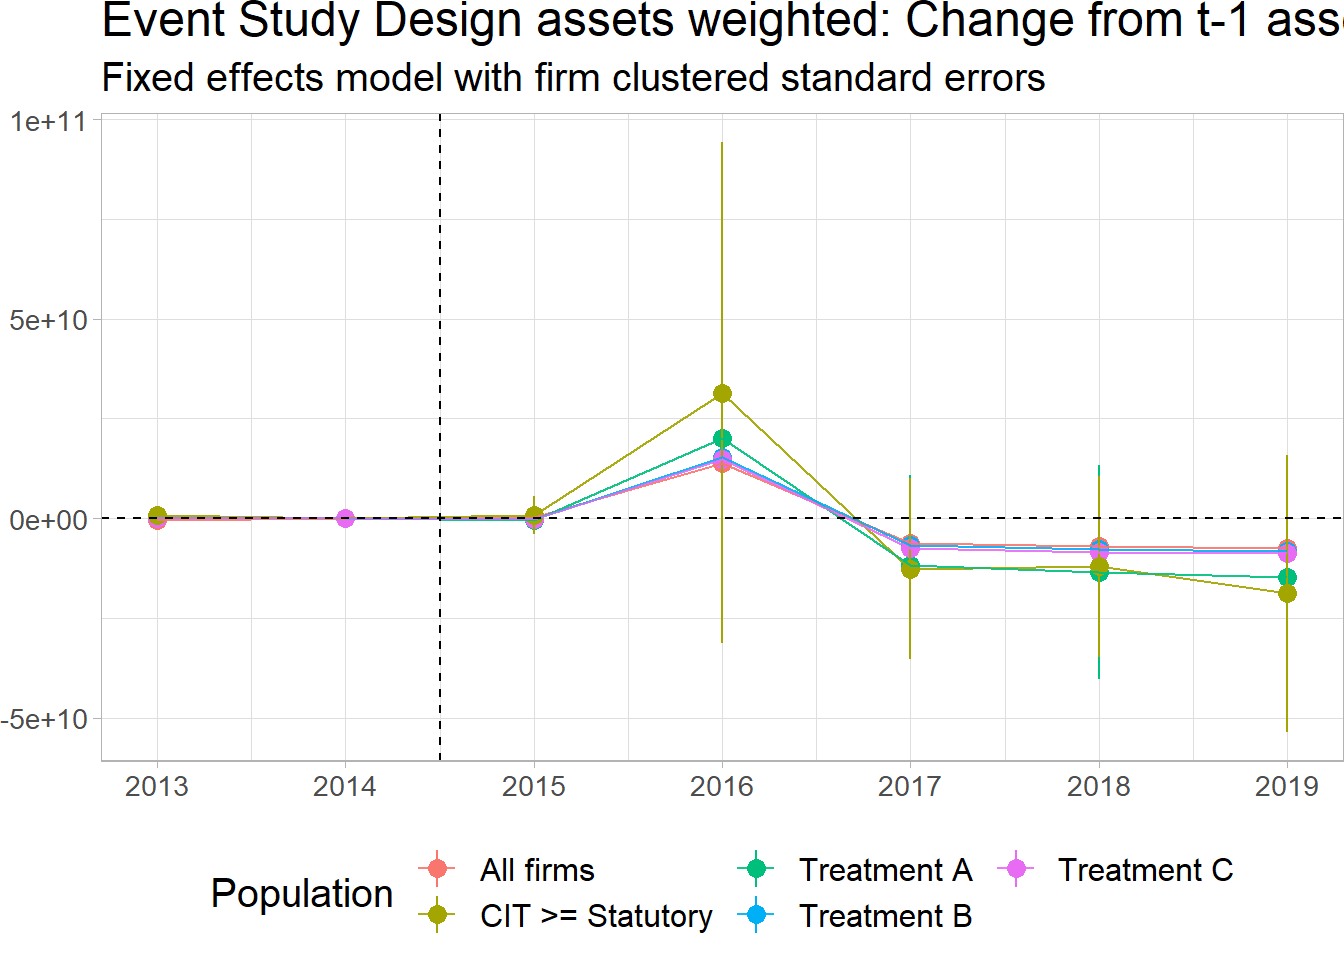 Event Study Design assets weighted: Change from t-1
Fixed effects model with firm clustered standard errors
1e+11
5e+10
0e+00
-5e+10
2013 2014 2015 2016 2017 2018 2019
Population
All firms Treatment A Treatment C
CIT >= Statutory Treatment B